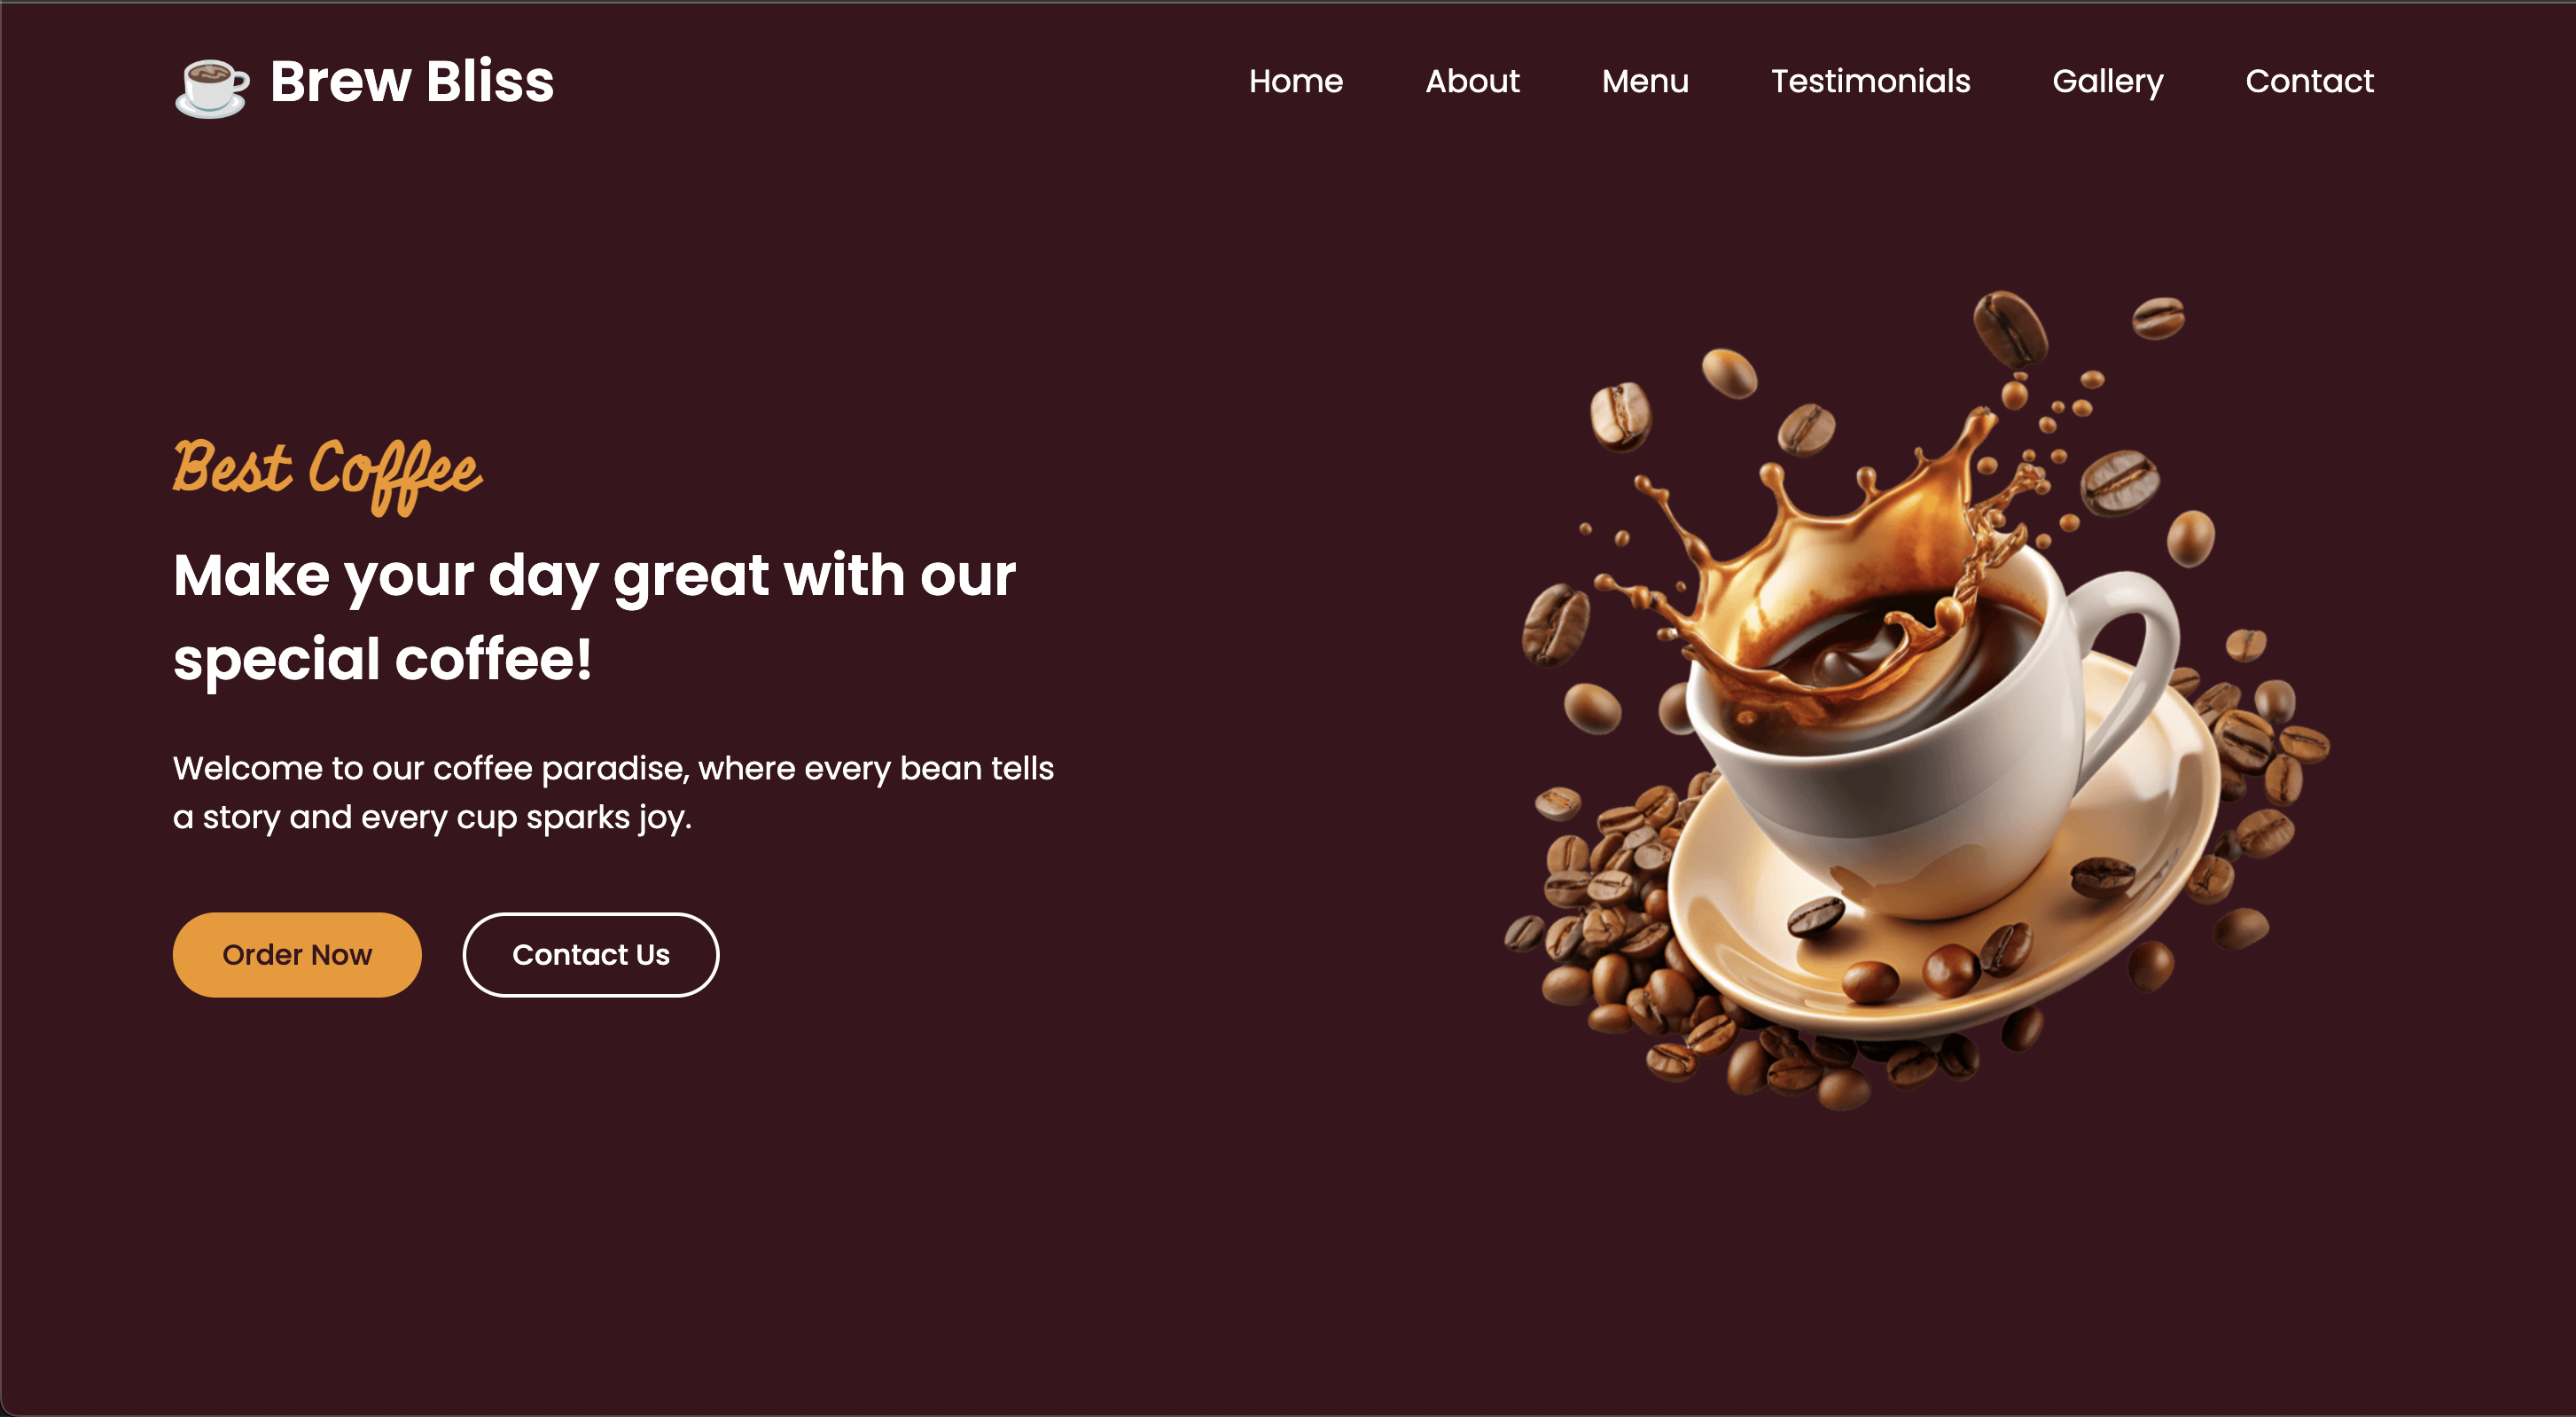 Brew Bliss
Home About Menu Testimonials Gallery Contact
Best Coffee
Make your day great with our
special coffee!
Welcome to our coffee paradise, where every bean tells
a story and every cup sparks joy.
Order Now
Contact Us